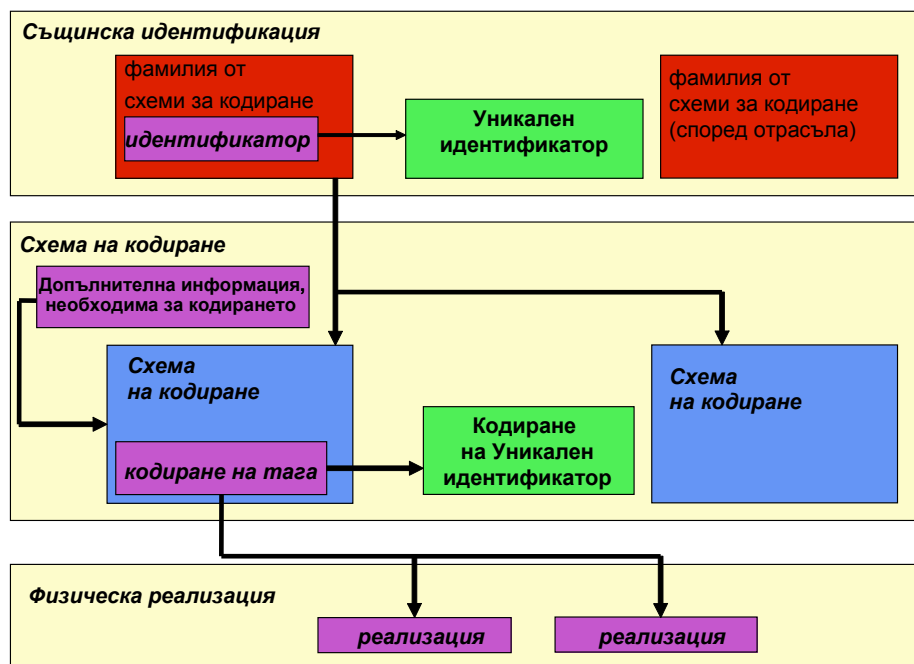 Същинска идентификация
фамилия от
схеми за кодиране
идентификатор
Уникален
идентификатор
фамилия от
схеми за кодиране
(според отрасъла)
Схема на кодиране
Допълнителна информация,
необходима за кодирането
Схема
на кодиране
кодиране на тага
Кодиране
на Уникален
идентификатор
Схема
на кодиране
Физическа реализация
реализация
реализация